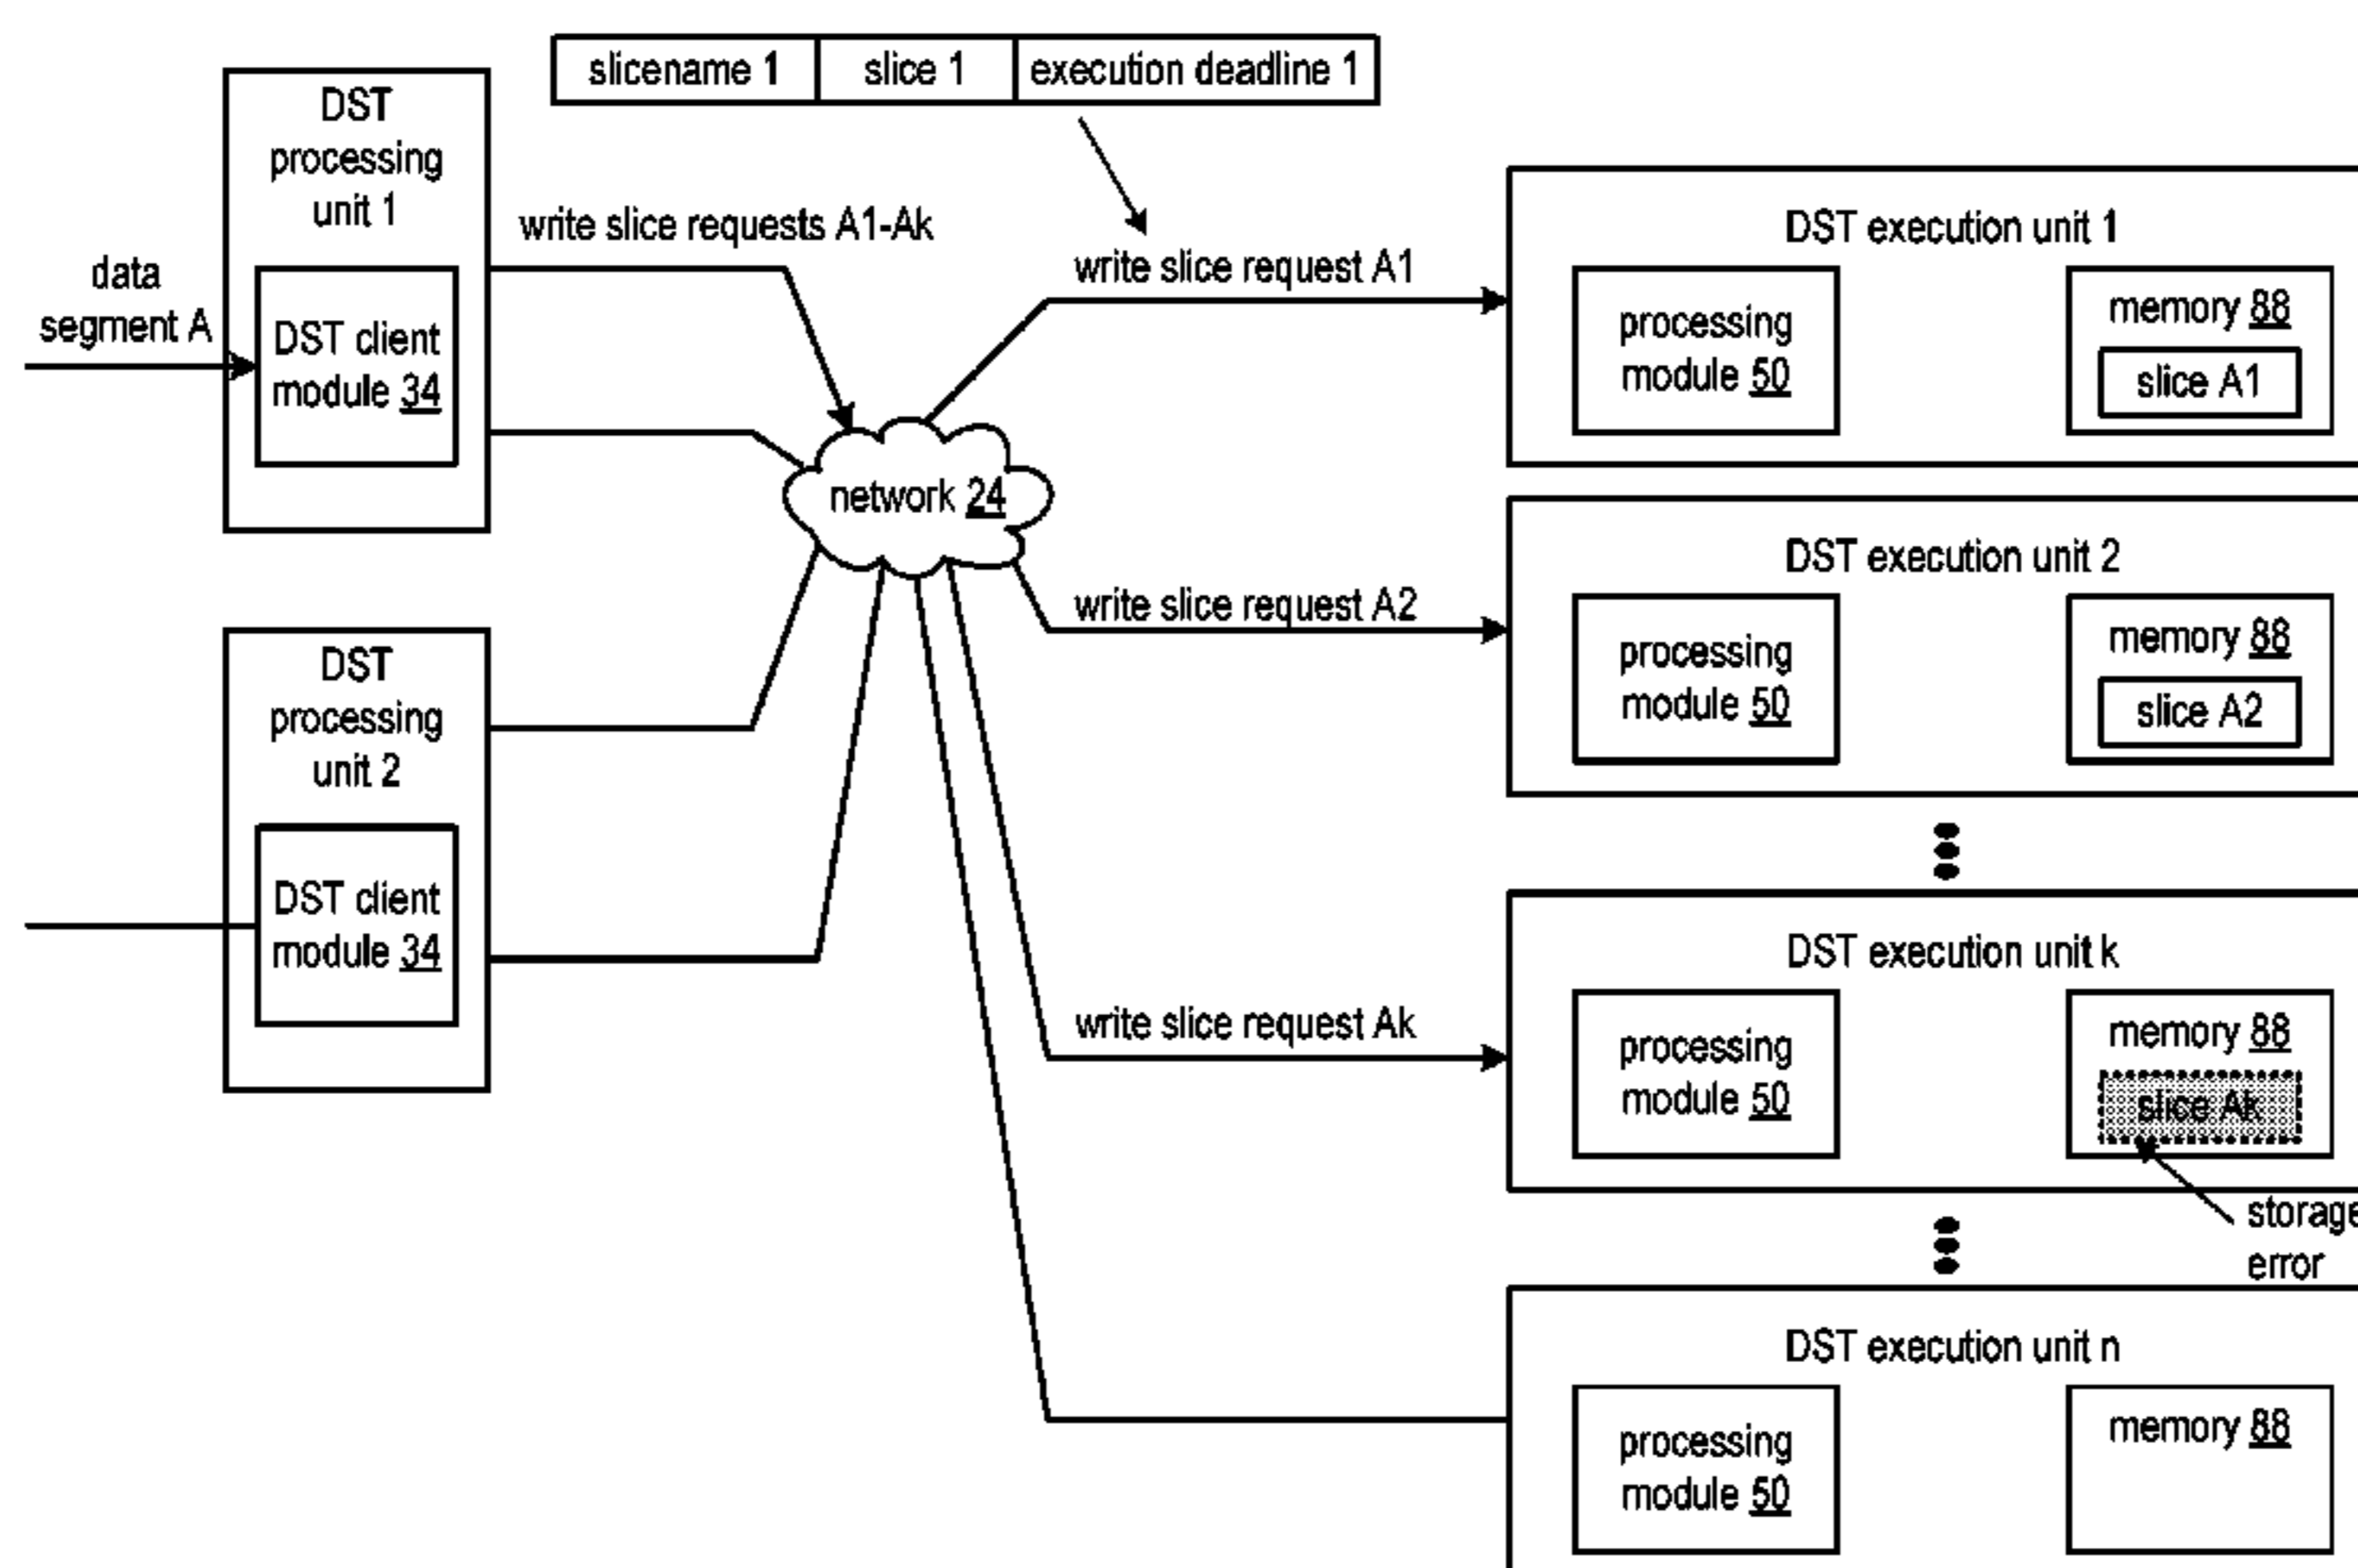 slicename 1 slice 1 execution deadline 1
DST
processing
unit 1
DST client
module 34
data
segment A
write slice requests A1-Ak
network 24
write slice request A1
DST execution unit 1
processing
module 50
memory 88
slice A1
write slice request A2
DST execution unit 2
processing
module 50
memory 88
slice A2
DST
processing
unit 2
DST client
module 34
write slice request Ak
DST execution unit k
processing
module 50
memory 88
slice Ak
storage
error
DST execution unit n
processing
module 50
memory 88